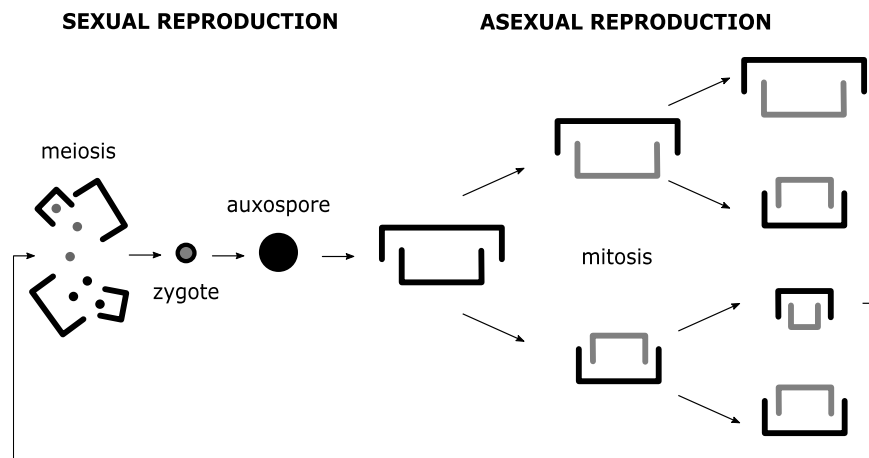 SEXUAL REPRODUCTION
ASEXUAL REPRODUCTION
meiosis
auxospore
zygote
mitosis